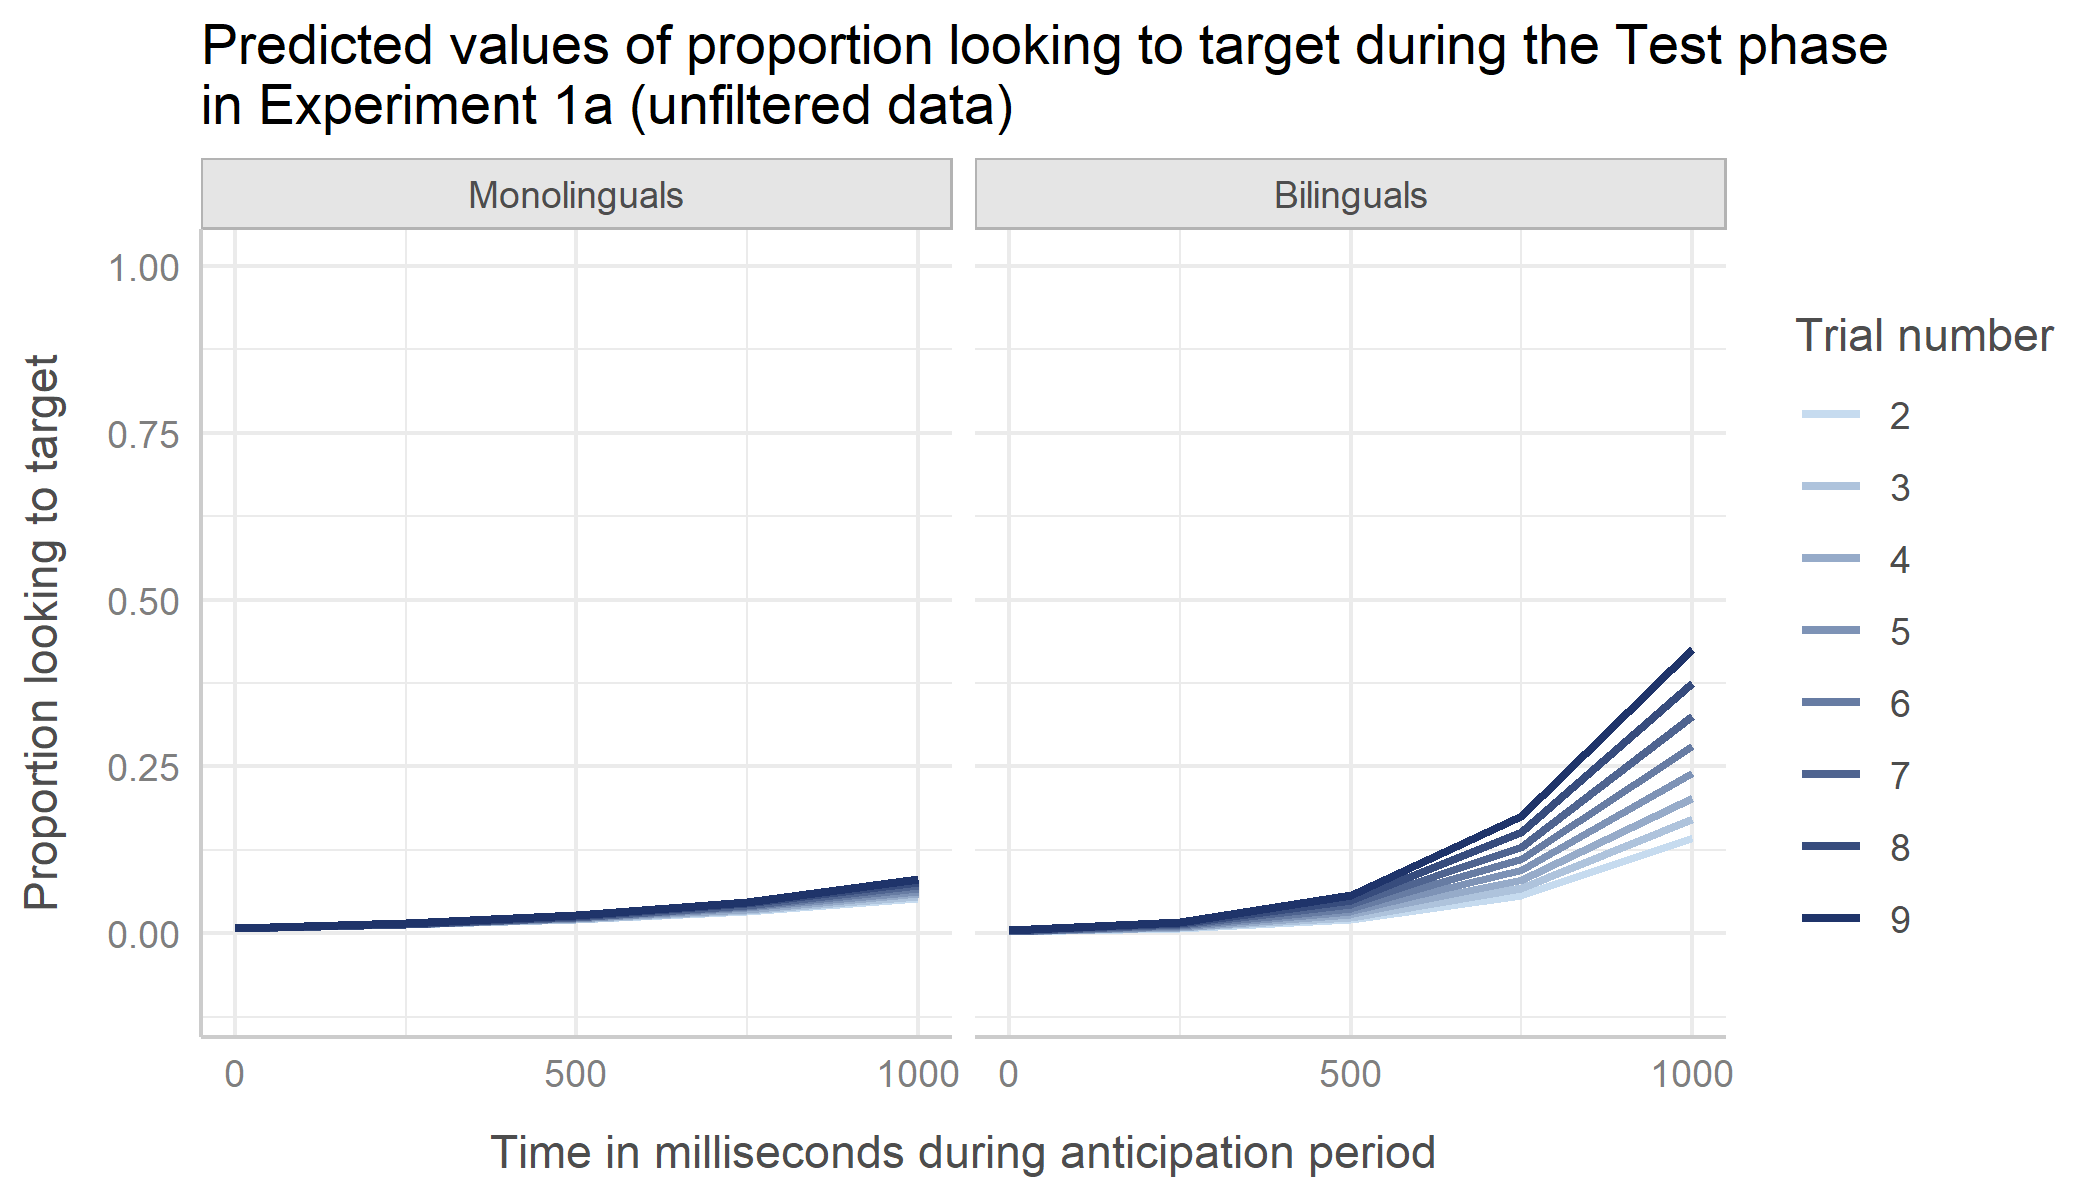 Predicted values of proportion looking to target during the Test phase
in Experiment 1a (unfiltered data)
Monolinguals
Bilinguals
Proportion looking to target
1.00
0.75
0.50
0.25
0.00
0
500
1000
0
500
1000
Time in milliseconds during anticipation period
Trial number
2
3
4
5
6
7
8
9